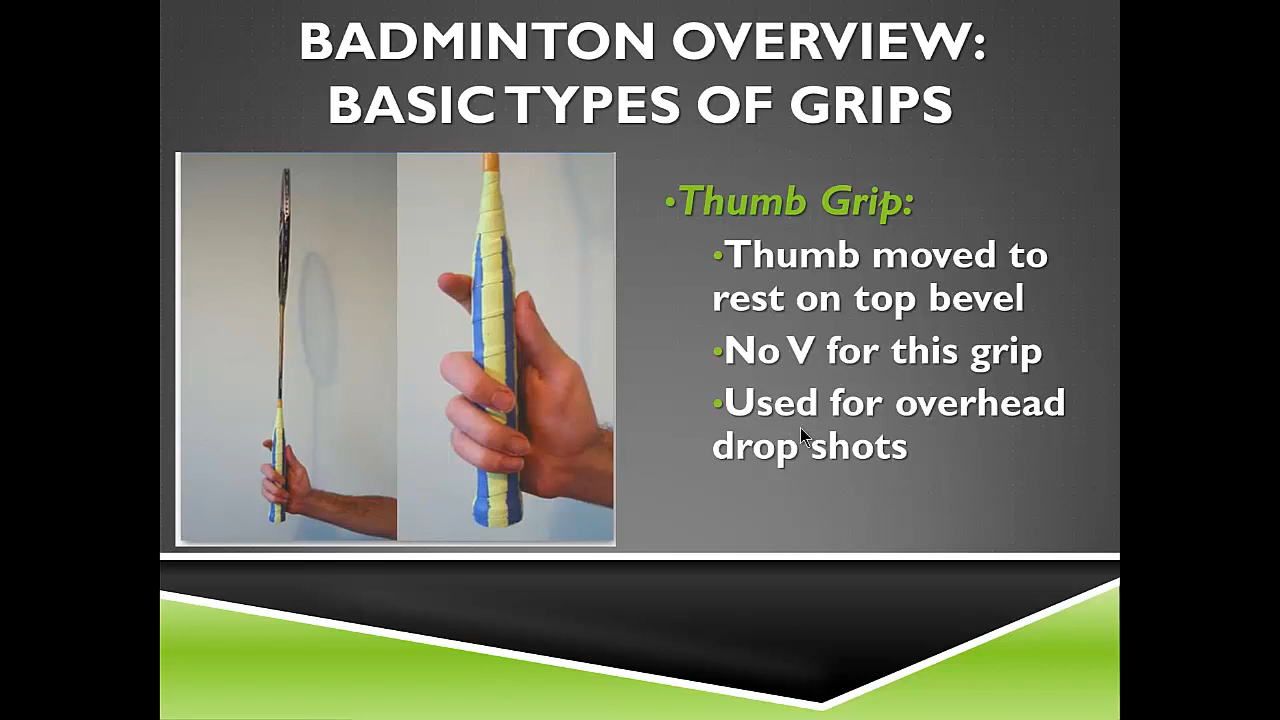 BADMINTON OVERVIEW:
BASIC TYPES OF GRIPS
•Thumb Grip:
•Thumb moved to
rest on top bevel
•No V for this grip
•Used for overhead
drop shots